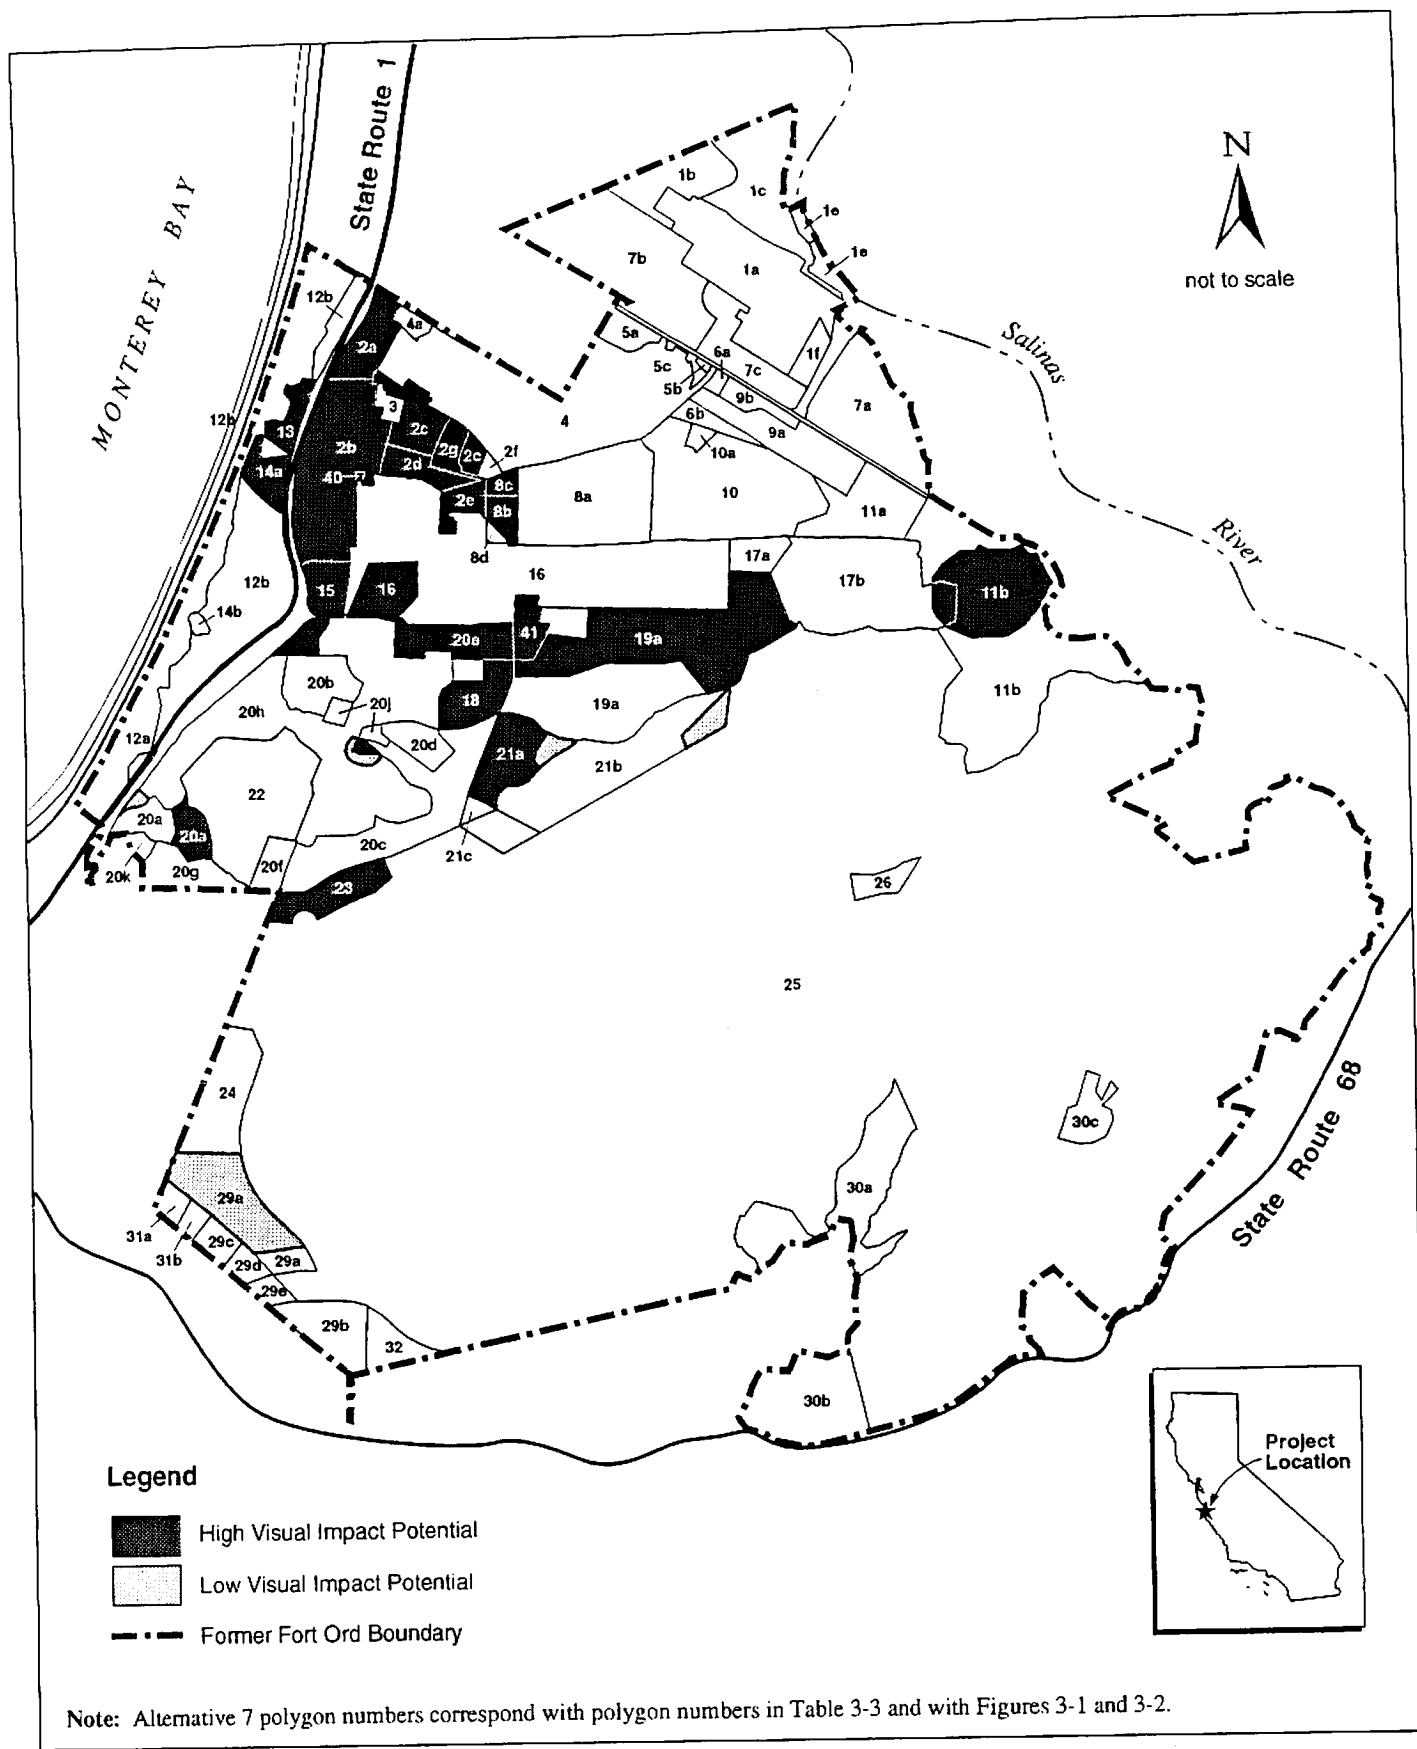 State Route 1
MONTEREY BAY
N
not to scale
1b
1c
1e
1e
7b
1a
12b
4a
5a
2a
6a
1f
5c
7c
5b
9b
7a
12b
3
4
6b
13
2c
9a
2b
2g
2c
2f
10a
14a
2d
40
8c
8a
10
2e
8b
11a
8d
17a
16
12b
15
16
17b
11b
14b
20e
41
19a
20b
18
11b
20h
20j
19a
12a
20d
21a
21b
22
20a
20a
20c
21c
20k
20g
20f
23
26
25
24
30c
30a
29a
31a
31b
29c
29d
29a
29e
29b
32
30b
Salinas
River
State Route 68
Project
Location
Legend
High Visual Impact Potential
Low Visual Impact Potential
Former Fort Ord Boundary
Note: Alternative 7 polygon numbers correspond with polygon numbers in Table 3-3 and with Figures 3-1 and 3-2.